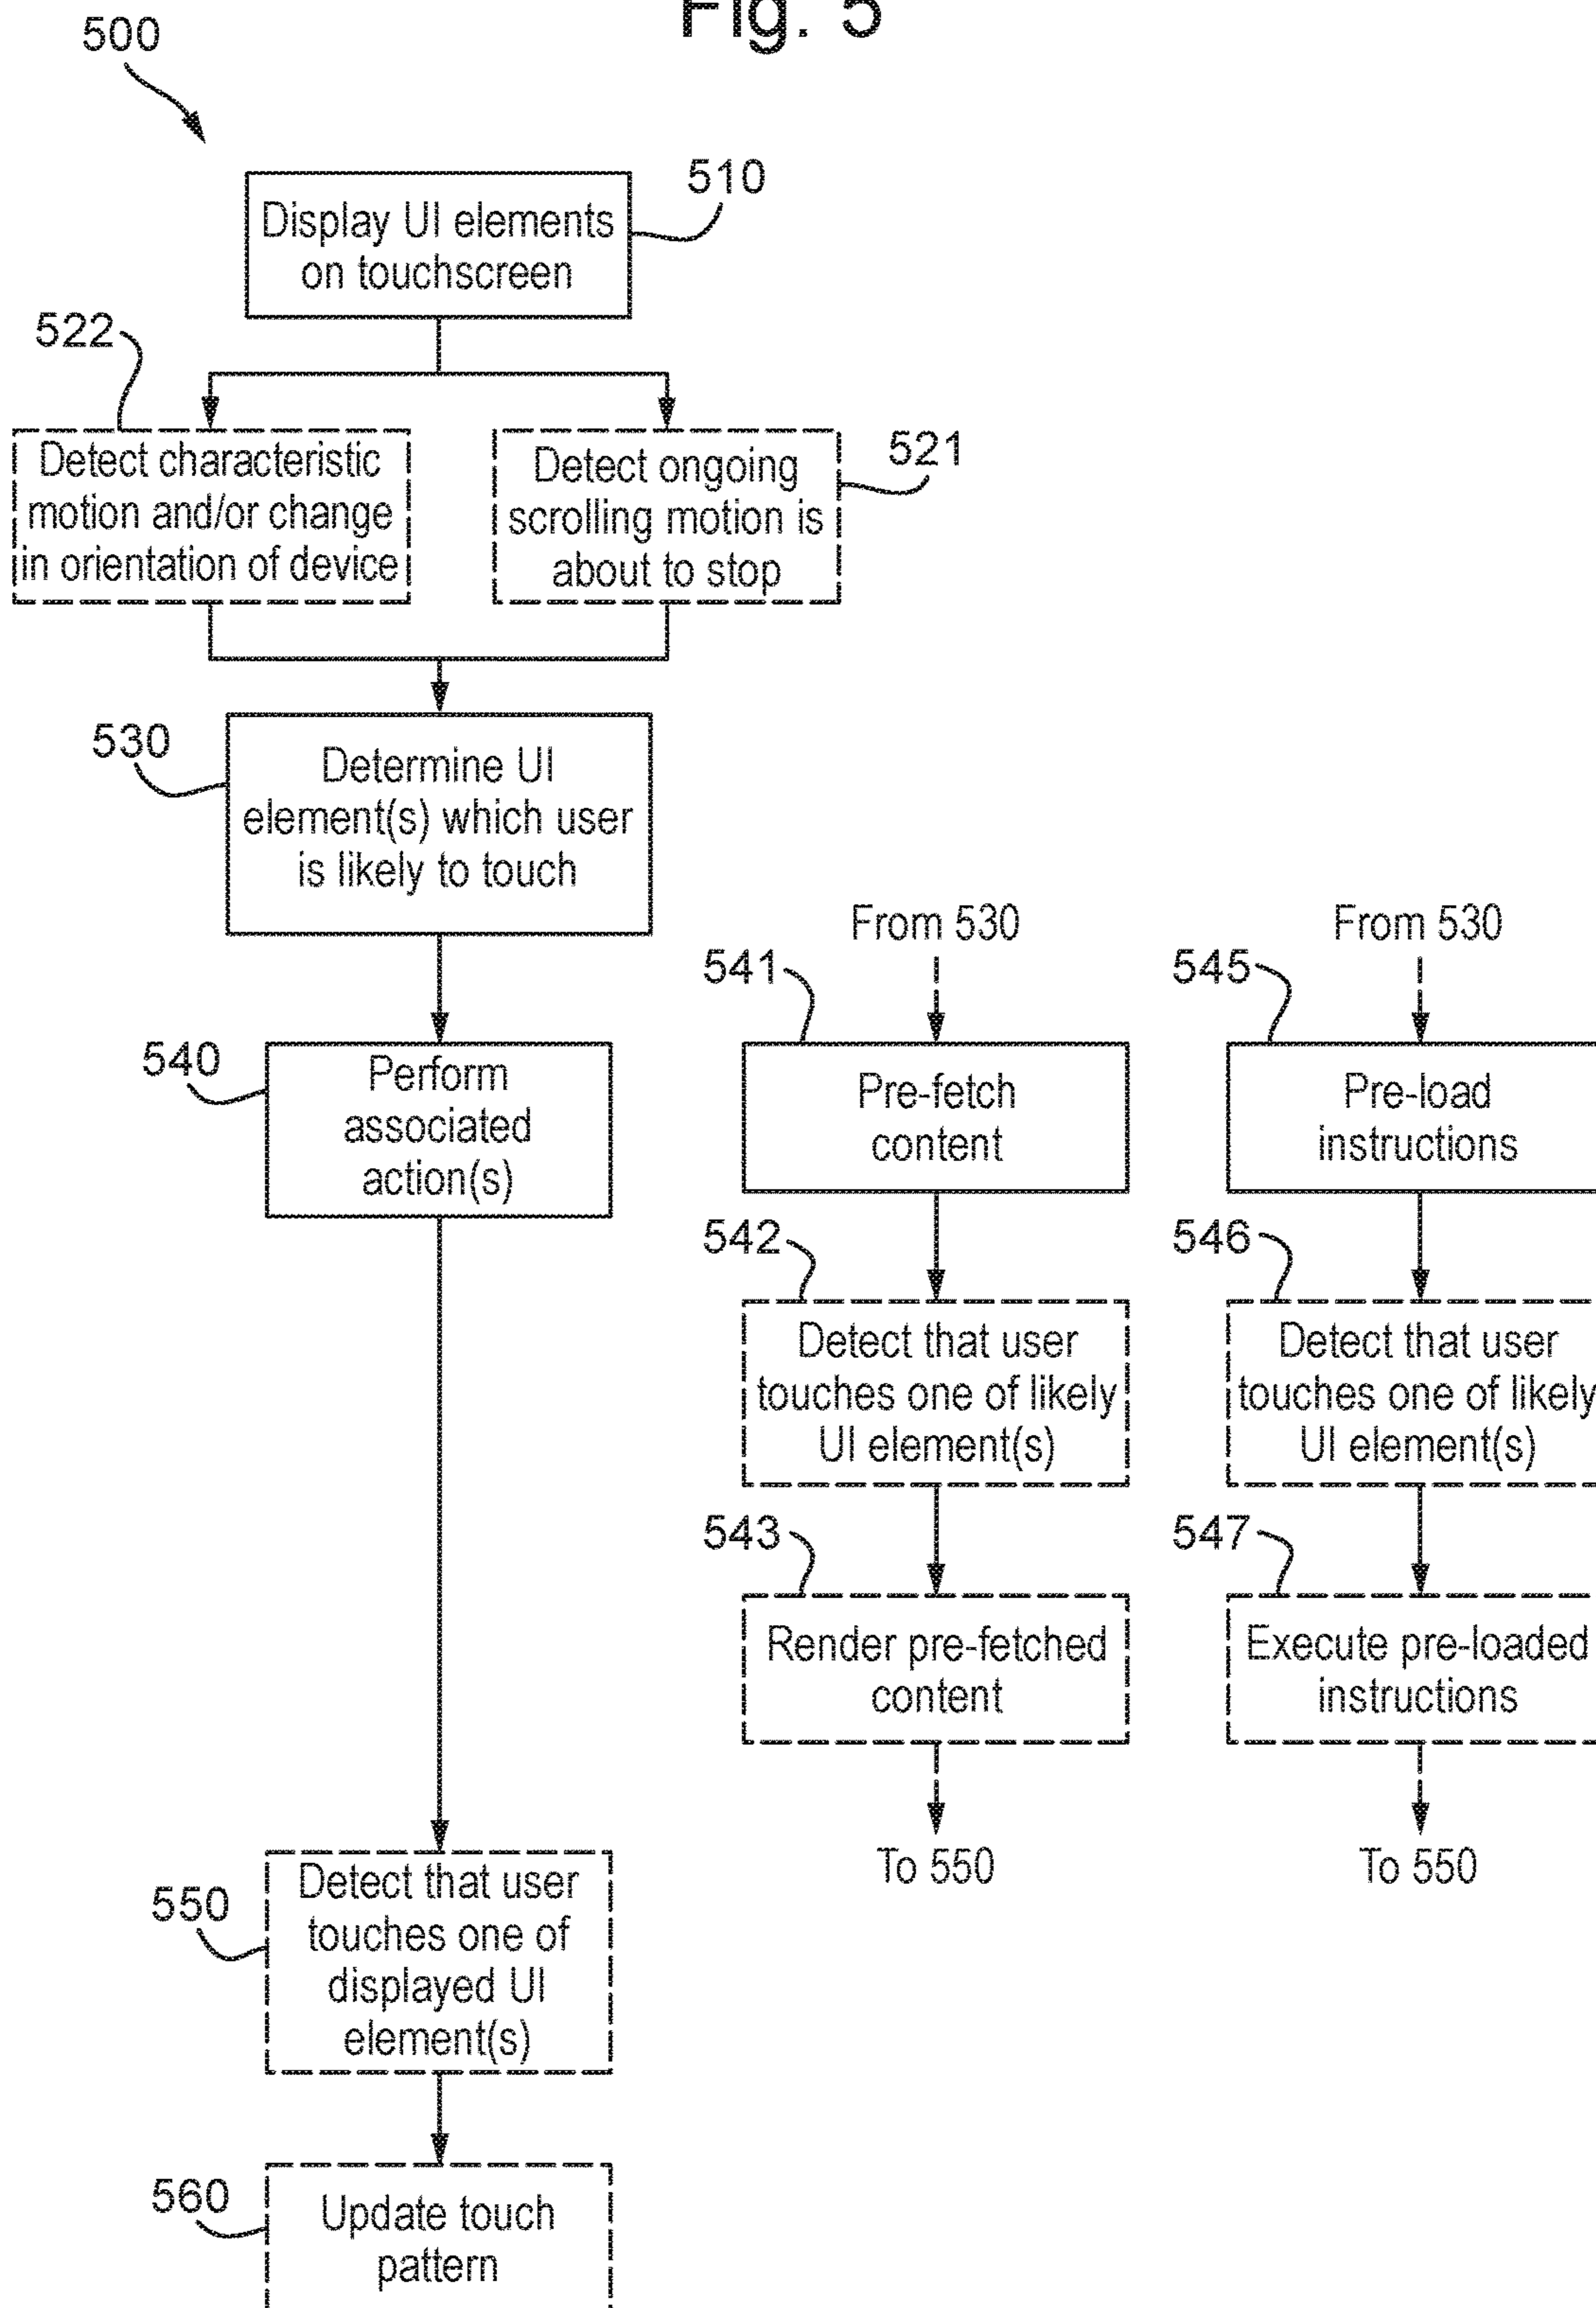 Fig. 5
500
510
Display UI elements
on touchscreen
522
521
Detect characteristic
motion and/or change
in orientation of device
Detect ongoing
scrolling motion is
about to stop
530
Determine UI
element(s) which user
is likely to touch
From 530
From 530
541
545
540
Perform
associated
action(s)
Pre-fetch
content
Pre-load
instructions
542
546
Detect that user
touches one of likely
UI element(s)
Detect that user
touches one of likely
UI element(s)
543
547
Render pre-fetched
content
Execute pre-loaded
instructions
To 550
To 550
550
Detect that user
touches one of
displayed UI
element(s)
560
Update touch
pattern